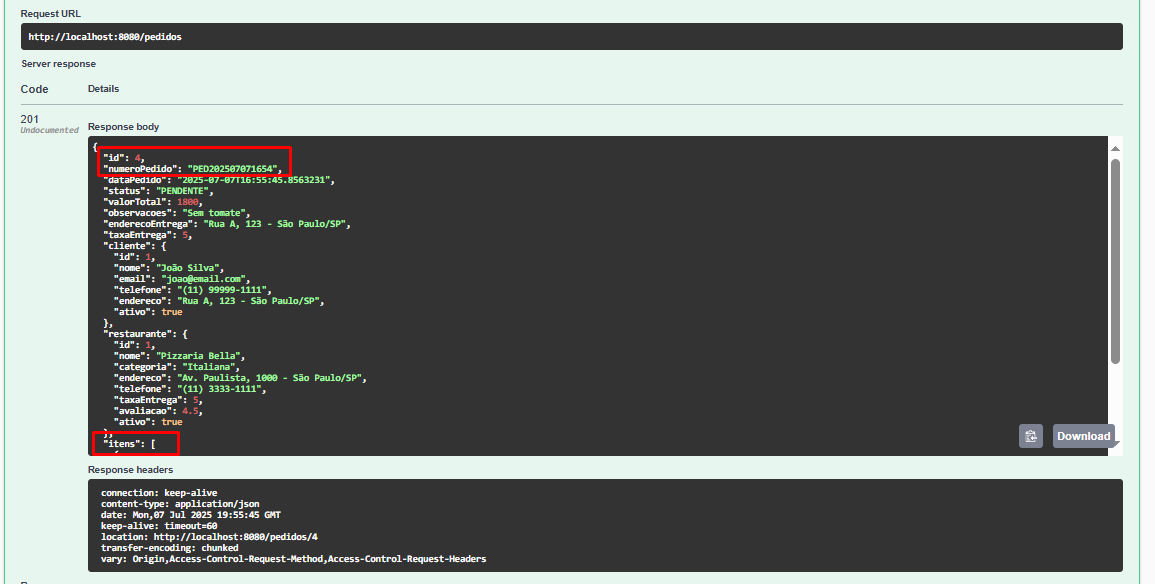 Request URL
http://localhost:8080/pedidos
Server response
Code Details
201
Undocumented
Response body
{
"id": 4,
"numeroPedido": "PED202507071654",
"dataPedido": "2025-07-07T16:55:45.8563231",
"status": "PENDENTE",
"valorTotal": 1800,
"observacoes": "Sem tomate",
"enderecoEntrega": "Rua A, 123 - São Paulo/SP",
"taxaEntrega": 5,
"cliente": {
"id": 1,
"nome": "João Silva",
"email": "joao@email.com",
"telefone": "(11) 99999-1111",
"endereco": "Rua A, 123 - São Paulo/SP",
"ativo": true
},
"restaurante": {
"id": 1,
"nome": "Pizzaria Bella",
"categoria": "Italiana",
"endereco": "Av. Paulista, 1000 - São Paulo/SP",
"telefone": "(11) 3333-1111",
"taxaEntrega": 5,
"avaliacao": 4.5,
"ativo": true
},
"itens": [
Download
Response headers
connection: keep-alive
content-type: application/json
date: Mon,07 Jul 2025 19:55:45 GMT
keep-alive: timeout=60
location: http://localhost:8080/pedidos/4
transfer-encoding: chunked
vary: Origin,Access-Control-Request-Method,Access-Control-Request-Headers